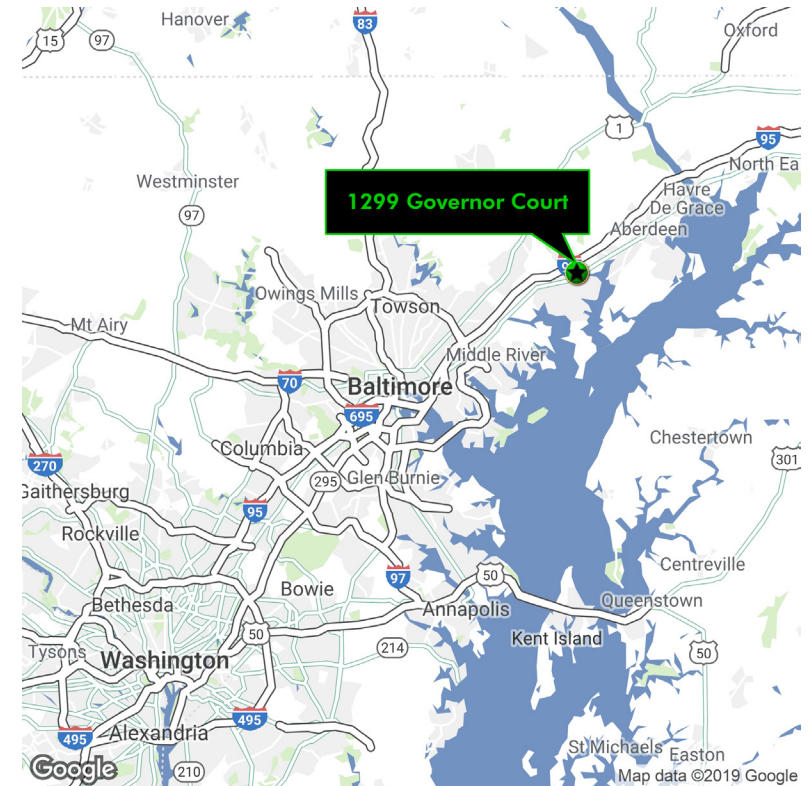 Hanover
83
Oxford
15
97
1
95
North Ea
Westminster
97
1299 Governor Court
Havre
De Grace
Aberdeen
Owings Mills
Towson
Mt Airy
Middle River
70
Baltimore
695
Chestertown
Columbia
270
301
295
Glen Burnie
Gaithersburg
95
Rockville
97
50
Centreville
Bowie
Bethesda
Annapolis
Queenstown
50
Kent Island
214
Tysons
Washington
50
495
Alexandria
495
St Michaels
Easton
Google
210
Map data ©2019 Google